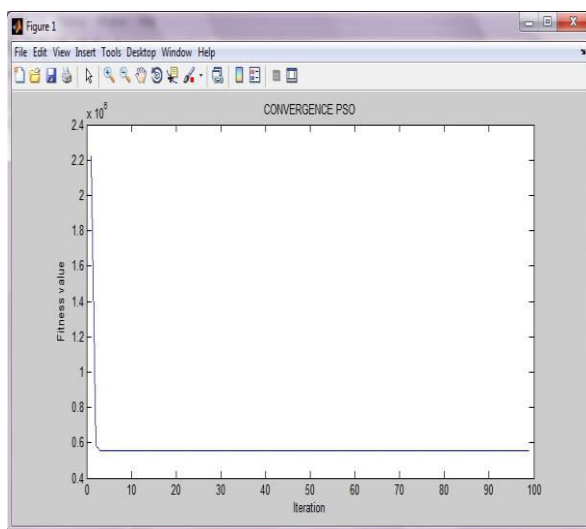 Figure 1
File Edit View Insert Tools Desktop Window Help
CONVERGENCE PSO
x 10
2.4
2.2
2
1.8
1.6
1.4
1.2
1
0.8
0.6
0.4
Fitness value
0 10 20 30 40 50 60 70 80 90 100
Iteration